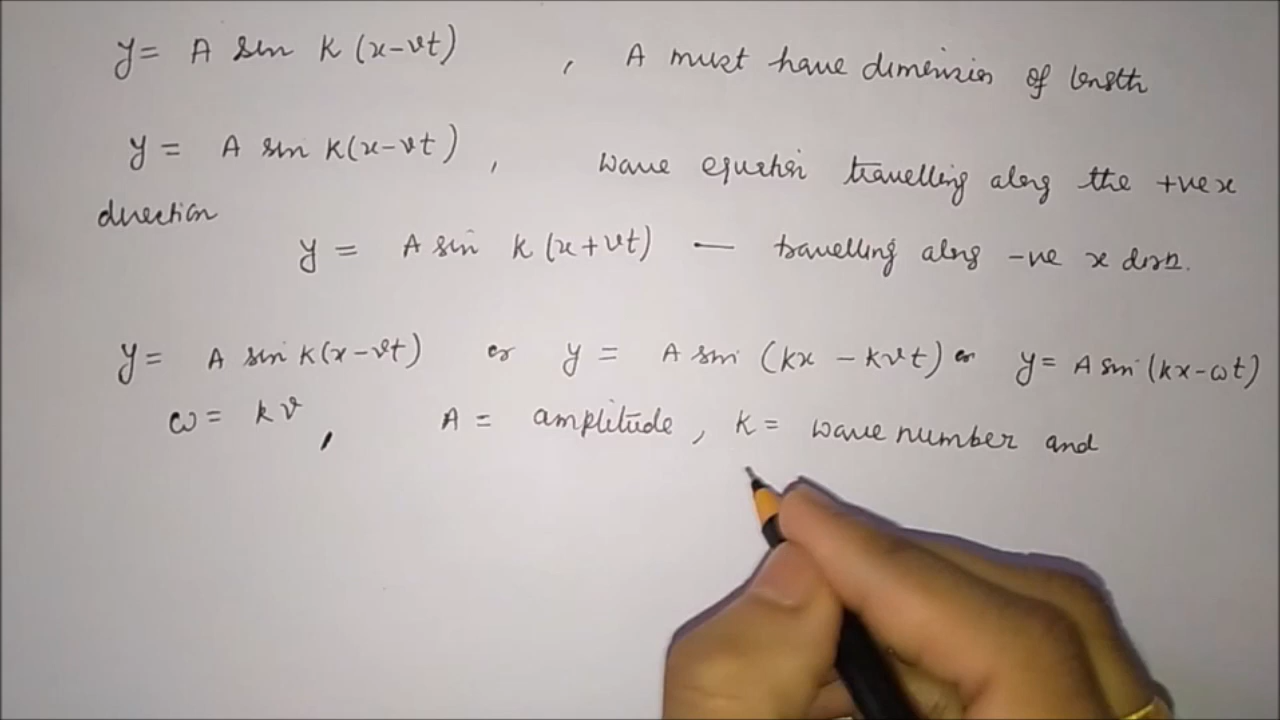 y = A sin K (x-vt) , A must have dimension of length
y = A sin K(x-vt) , wave equation travelling along the +ve x
direction
y = A sin K (x+vt) — travelling along -ve x dirn.
y = A sin K(x-vt) or y = A sin (kx - kvt) or y= A sin (kx-ωt)
ω = kv , A = amplitude, K = wave number and